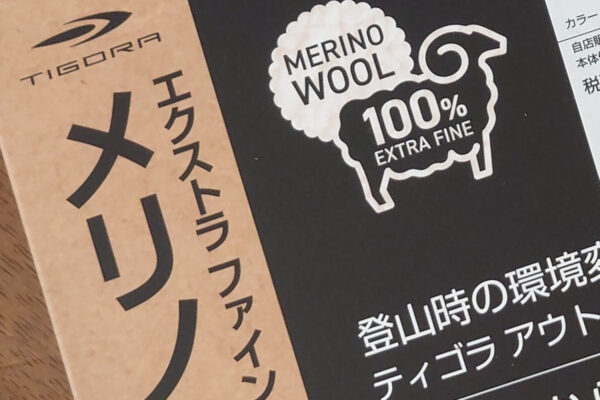 TIGORA
エクストラファイン
メリノ
MERINO
WOOL
100%
EXTRA FINE
登山時の環境変
ティゴラ アウト
カラー
自店販
本体価
税